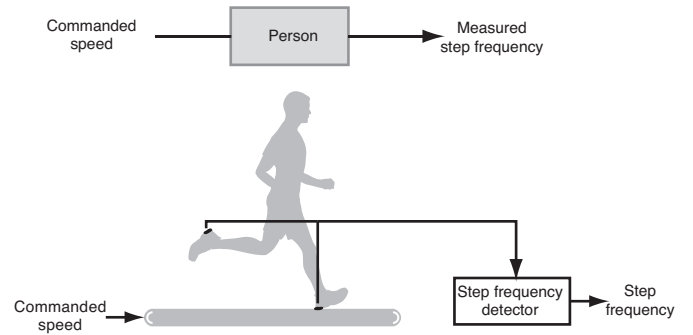 Commanded
speed
Person
Measured
step frequency
Commanded
speed
Step frequency
detector
Step
frequency